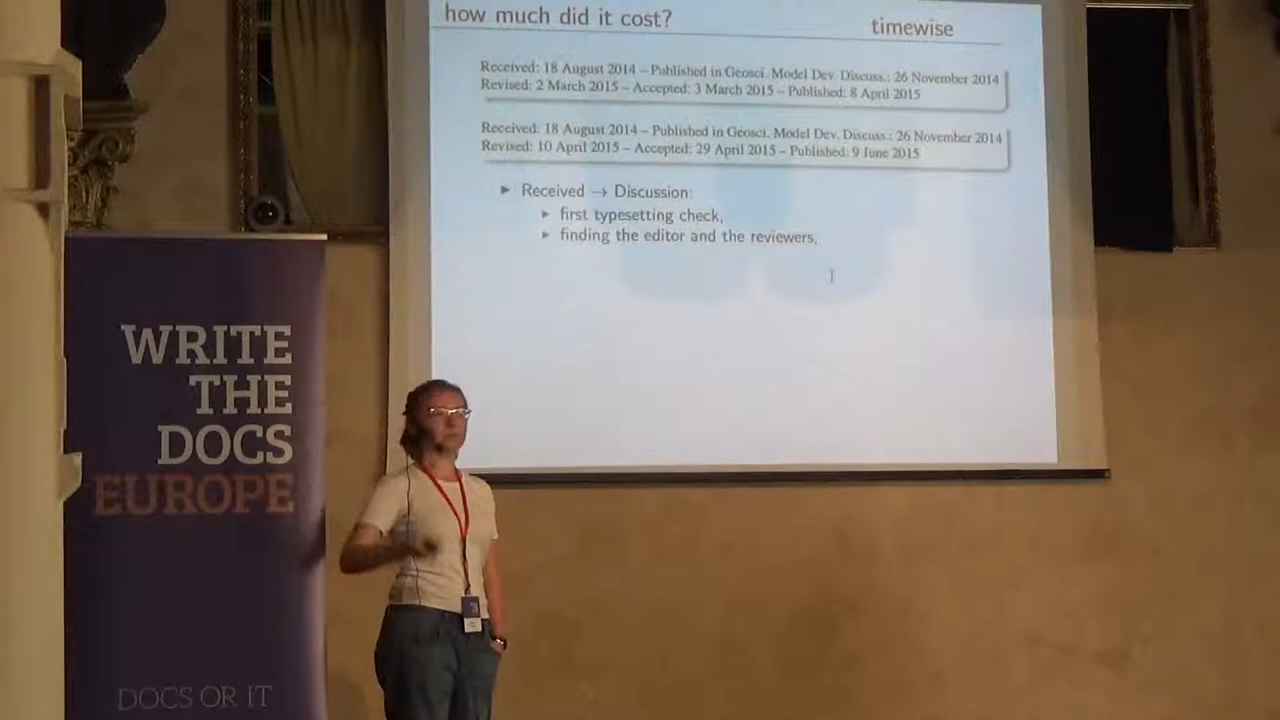 how much did it cost?
timewise
Received: 18 August 2014 – Published in Geosci. Model Dev. Discuss.: 26 November 2014
Revised: 2 March 2015 – Accepted: 3 March 2015 – Published: 8 April 2015
Received: 18 August 2014 – Published in Geosci. Model Dev. Discuss.: 26 November 2014
Revised: 10 April 2015 – Accepted: 29 April 2015 – Published: 9 June 2015
► Received → Discussion:
► first typesetting check,
► finding the editor and the reviewers,
WRITE
THE
DOCS
EUROPE
DOCS OR IT